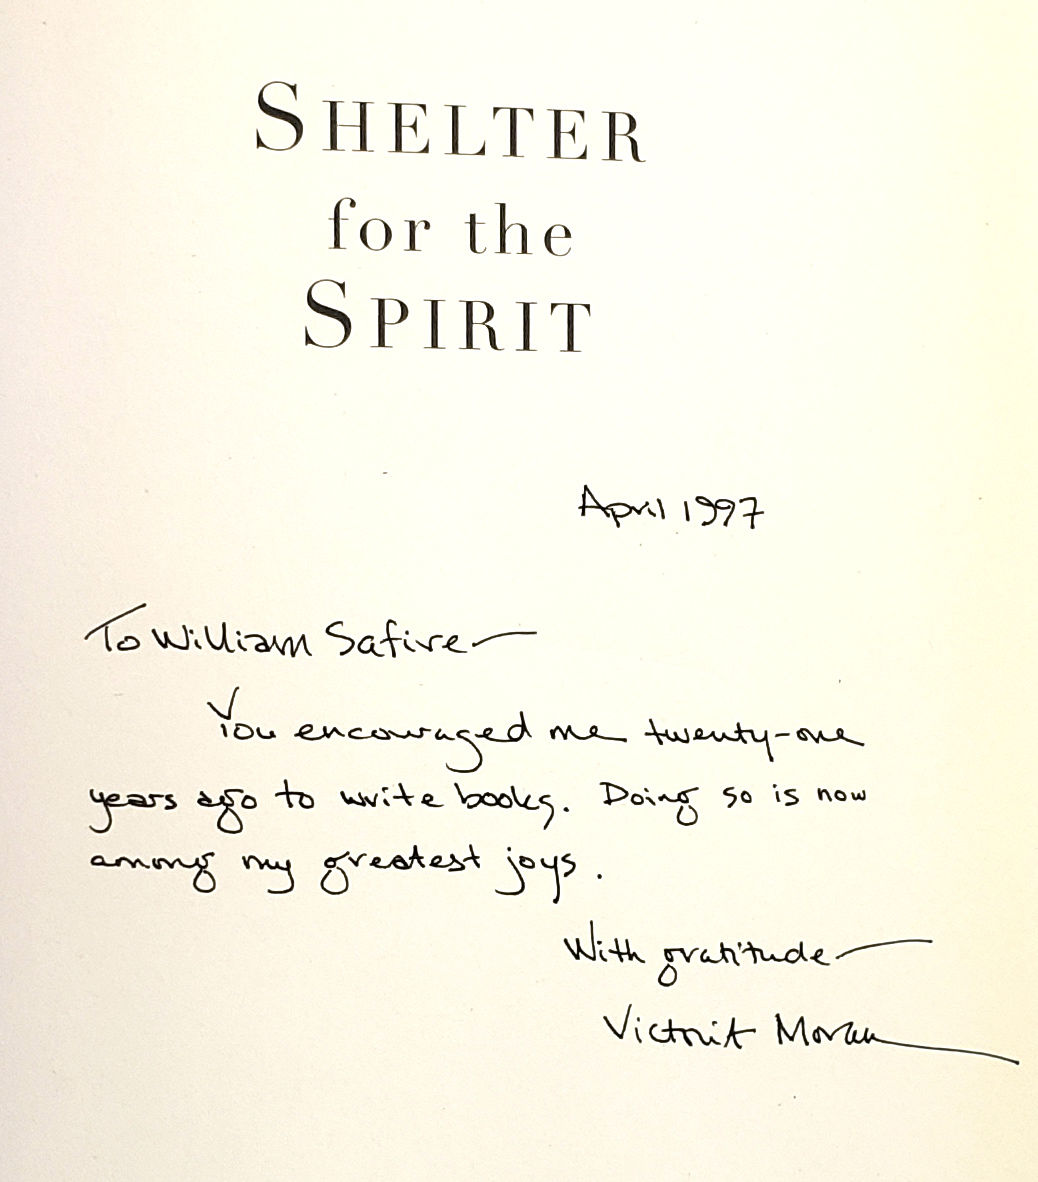 SHELTER
for the
SPIRIT
April 1997
To William Safire—
You encouraged me twenty-one
years ago to write books. Doing so is now
among my greatest joys.
With gratitude—
Victoria Moran